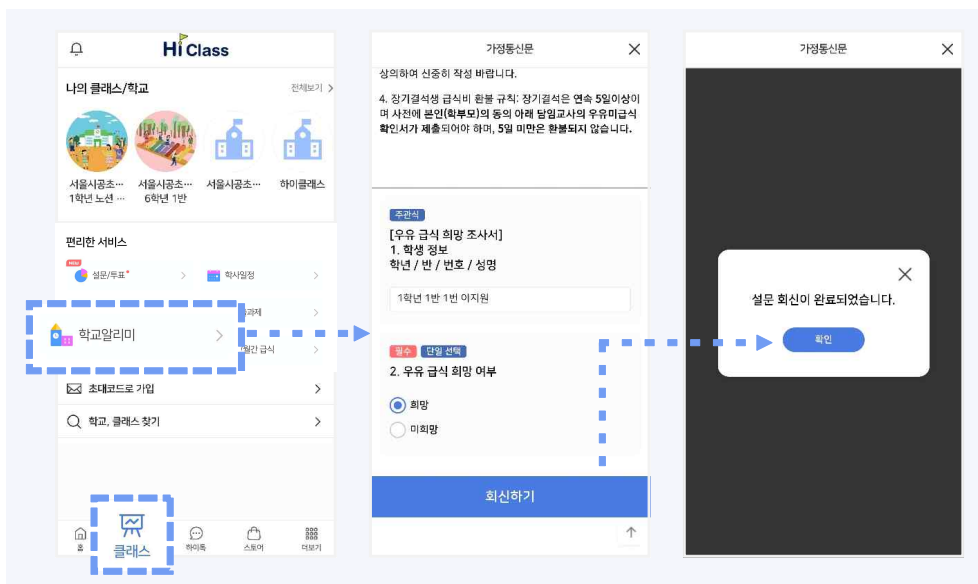 Hi Class
나의 클래스/학교
전체보기
서울시공초… 서울시공초… 서울시공초… 하이클래스
1학년 노션 … 6학년 1반
편리한 서비스
NEW
설문/투표 학사일정
과제
학교알리미
월간 급식
초대코드로 가입
학교, 클래스 찾기
홈 클래스 하이톡 스토어 더보기
가정통신문
상의하여 신중히 작성 바랍니다.
4. 장기결석생 급식비 환불 규칙: 장기결석은 연속 5일이상이
며 사전에 본인(학부모)의 동의 아래 담임교사의 우유미급식
확인서가 제출되어야 하며, 5일 미만은 환불되지 않습니다.
주관식
[우유 급식 희망 조사서]
1. 학생 정보
학년 / 반 / 번호 / 성명
1학년 1반 1번 이지원
필수 단일 선택
2. 우유 급식 희망 여부
희망
미희망
회신하기
가정통신문
설문 회신이 완료되었습니다.
확인